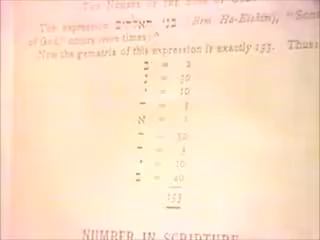 The expression בני האלהים Beni Ha-Elohim), "Sons
of God," occurs seven times.
Now the gematria of this expression is exactly 153. Thus:
ב = 2
נ = 50
י = 10
ה = 5
א = 1
ל = 30
ה = 5
י = 10
ם = 40
153
NUMBER IN SCRIPTURE